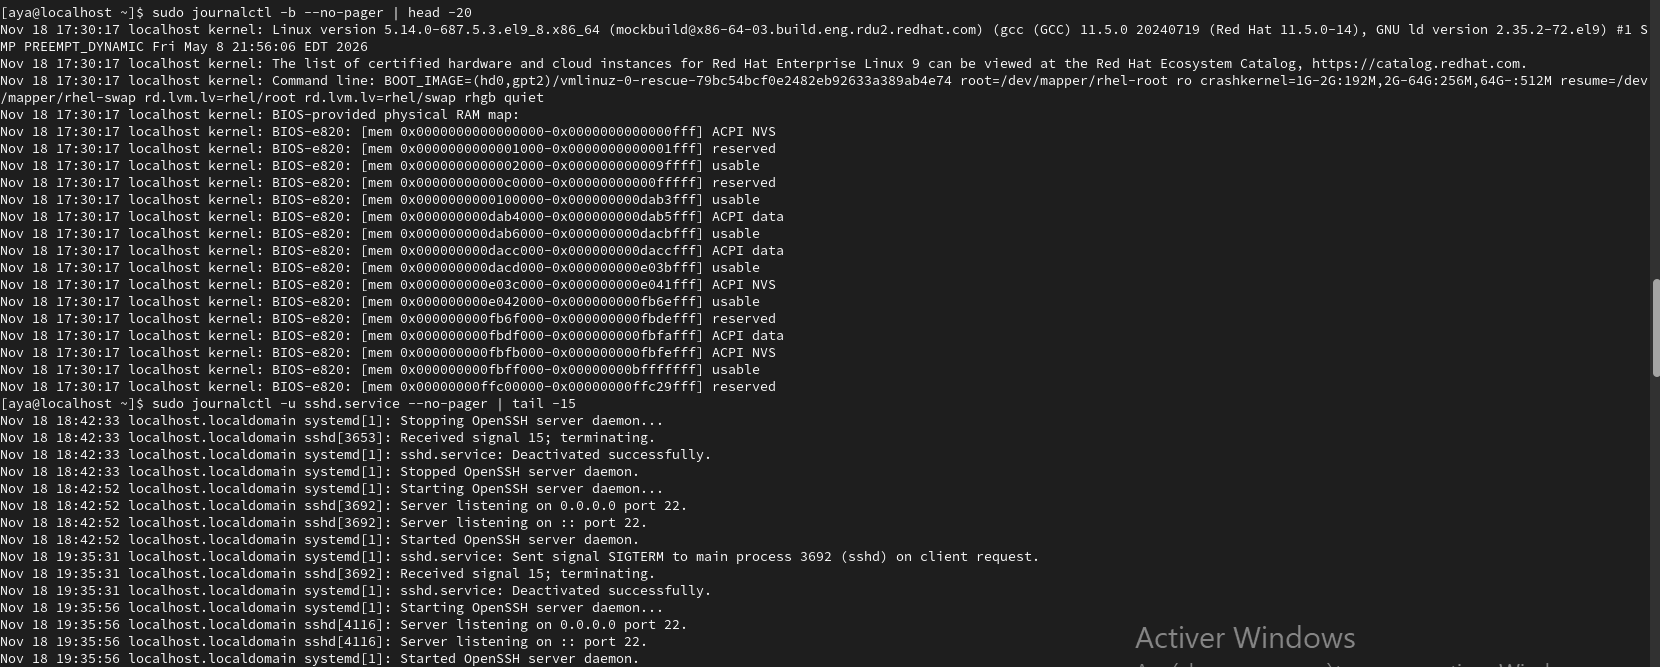 [aya@localhost ~]$ sudo journalctl -b --no-pager | head -20
Nov 18 17:30:17 localhost kernel: Linux version 5.14.0-687.5.3.el9_8.x86_64 (mockbuild@x86-64-03.build.eng.rdu2.redhat.com) (gcc (GCC) 11.5.0 20240719 (Red Hat 11.5.0-14), GNU ld version 2.35.2-72.el9) #1 S
MP PREEMPT_DYNAMIC Fri May 8 21:56:06 EDT 2026
Nov 18 17:30:17 localhost kernel: The list of certified hardware and cloud instances for Red Hat Enterprise Linux 9 can be viewed at the Red Hat Ecosystem Catalog, https://catalog.redhat.com.
Nov 18 17:30:17 localhost kernel: Command line: BOOT_IMAGE=(hd0,gpt2)/vmlinuz-0-rescue-79bc54bcf0e2482eb92633a389ab4e74 root=/dev/mapper/rhel-root ro crashkernel=1G-2G:192M,2G-64G:256M,64G-:512M resume=/dev
/mapper/rhel-swap rd.lvm.lv=rhel/root rd.lvm.lv=rhel/swap rhgb quiet
Nov 18 17:30:17 localhost kernel: BIOS-provided physical RAM map:
Nov 18 17:30:17 localhost kernel: BIOS-e820: [mem 0x0000000000000000-0x0000000000000fff] ACPI NVS
Nov 18 17:30:17 localhost kernel: BIOS-e820: [mem 0x0000000000001000-0x0000000000001fff] reserved
Nov 18 17:30:17 localhost kernel: BIOS-e820: [mem 0x0000000000002000-0x000000000009ffff] usable
Nov 18 17:30:17 localhost kernel: BIOS-e820: [mem 0x00000000000c0000-0x00000000000fffff] reserved
Nov 18 17:30:17 localhost kernel: BIOS-e820: [mem 0x0000000000100000-0x000000000dab3fff] usable
Nov 18 17:30:17 localhost kernel: BIOS-e820: [mem 0x000000000dab4000-0x000000000dab5fff] ACPI data
Nov 18 17:30:17 localhost kernel: BIOS-e820: [mem 0x000000000dab6000-0x000000000dacbfff] usable
Nov 18 17:30:17 localhost kernel: BIOS-e820: [mem 0x000000000dacc000-0x000000000daccfff] ACPI data
Nov 18 17:30:17 localhost kernel: BIOS-e820: [mem 0x000000000dacd000-0x000000000e03bfff] usable
Nov 18 17:30:17 localhost kernel: BIOS-e820: [mem 0x000000000e03c000-0x000000000e041fff] ACPI NVS
Nov 18 17:30:17 localhost kernel: BIOS-e820: [mem 0x000000000e042000-0x000000000fb6efff] usable
Nov 18 17:30:17 localhost kernel: BIOS-e820: [mem 0x000000000fb6f000-0x000000000fbdefff] reserved
Nov 18 17:30:17 localhost kernel: BIOS-e820: [mem 0x000000000fbdf000-0x000000000fbfafff] ACPI data
Nov 18 17:30:17 localhost kernel: BIOS-e820: [mem 0x000000000fbfb000-0x000000000fbfefff] ACPI NVS
Nov 18 17:30:17 localhost kernel: BIOS-e820: [mem 0x000000000fbff000-0x00000000bfffffff] usable
Nov 18 17:30:17 localhost kernel: BIOS-e820: [mem 0x00000000ffc00000-0x00000000ffc29fff] reserved
[aya@localhost ~]$ sudo journalctl -u sshd.service --no-pager | tail -15
Nov 18 18:42:33 localhost.localdomain systemd[1]: Stopping OpenSSH server daemon...
Nov 18 18:42:33 localhost.localdomain sshd[3653]: Received signal 15; terminating.
Nov 18 18:42:33 localhost.localdomain systemd[1]: sshd.service: Deactivated successfully.
Nov 18 18:42:33 localhost.localdomain systemd[1]: Stopped OpenSSH server daemon.
Nov 18 18:42:52 localhost.localdomain systemd[1]: Starting OpenSSH server daemon...
Nov 18 18:42:52 localhost.localdomain sshd[3692]: Server listening on 0.0.0.0 port 22.
Nov 18 18:42:52 localhost.localdomain sshd[3692]: Server listening on :: port 22.
Nov 18 18:42:52 localhost.localdomain systemd[1]: Started OpenSSH server daemon.
Nov 18 19:35:31 localhost.localdomain systemd[1]: sshd.service: Sent signal SIGTERM to main process 3692 (sshd) on client request.
Nov 18 19:35:31 localhost.localdomain sshd[3692]: Received signal 15; terminating.
Nov 18 19:35:31 localhost.localdomain systemd[1]: sshd.service: Deactivated successfully.
Nov 18 19:35:56 localhost.localdomain systemd[1]: Starting OpenSSH server daemon...
Nov 18 19:35:56 localhost.localdomain sshd[4116]: Server listening on 0.0.0.0 port 22.
Nov 18 19:35:56 localhost.localdomain sshd[4116]: Server listening on :: port 22.
Nov 18 19:35:56 localhost.localdomain systemd[1]: Started OpenSSH server daemon.
Activer Windows